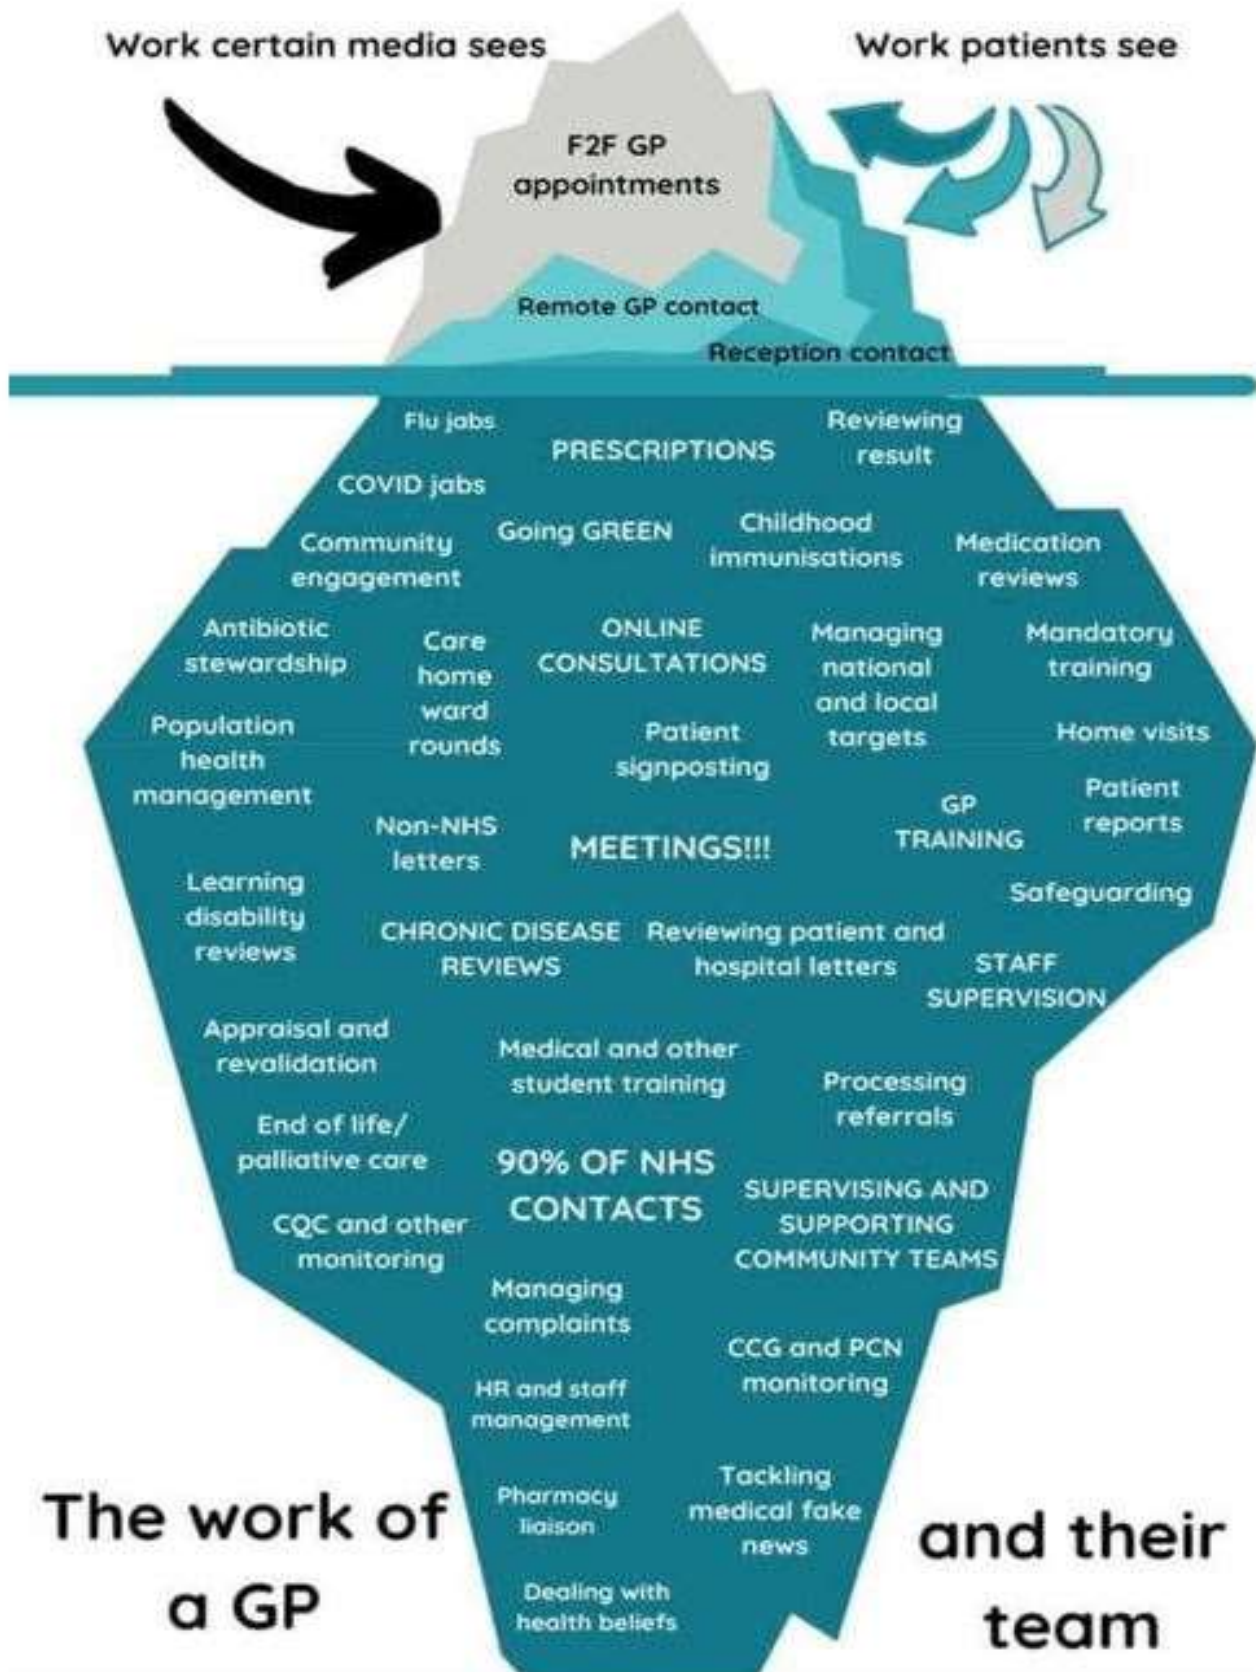 Work certain media sees
Work patients see
F2F GP
appointments
Remote GP contact
Reception contact
Flu jabs
PRESCRIPTIONS
Reviewing
result
COVID jabs
Going GREEN
Childhood
immunisations
Community
engagement
Medication
reviews
Antibiotic
stewardship
Care
home
ward
rounds
ONLINE
CONSULTATIONS
Managing
national
and local
targets
Mandatory
training
Population
health
management
Patient
signposting
Home visits
Non-NHS
letters
MEETINGS!!!
GP
TRAINING
Patient
reports
Learning
disability
reviews
Safeguarding
CHRONIC DISEASE
REVIEWS
Reviewing patient and
hospital letters
STAFF
SUPERVISION
Appraisal and
revalidation
Medical and other
student training
Processing
referrals
End of life/
palliative care
90% OF NHS
CONTACTS
SUPERVISING AND
SUPPORTING
COMMUNITY TEAMS
CQC and other
monitoring
Managing
complaints
CCG and PCN
monitoring
HR and staff
management
Pharmacy
liaison
Tackling
medical fake
news
Dealing with
health beliefs
The work of
a GP
and their
team